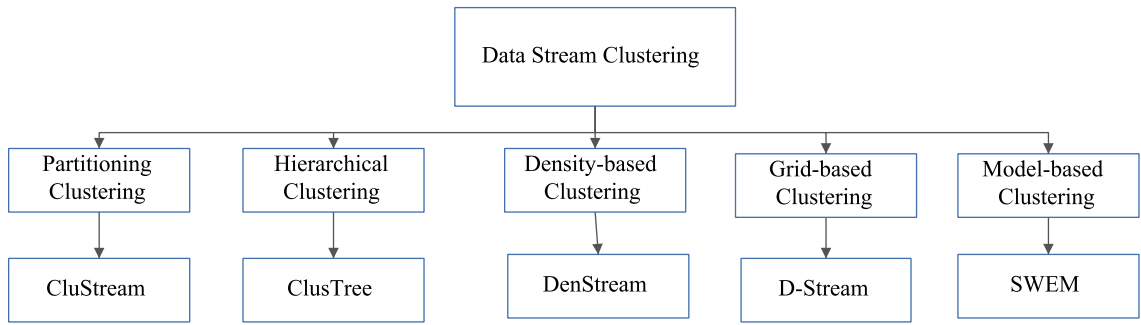 Data Stream Clustering
Partitioning
Clustering
Hierarchical
Clustering
Density-based
Clustering
Grid-based
Clustering
Model-based
Clustering
CluStream
ClusTree
DenStream
D-Stream
SWEM